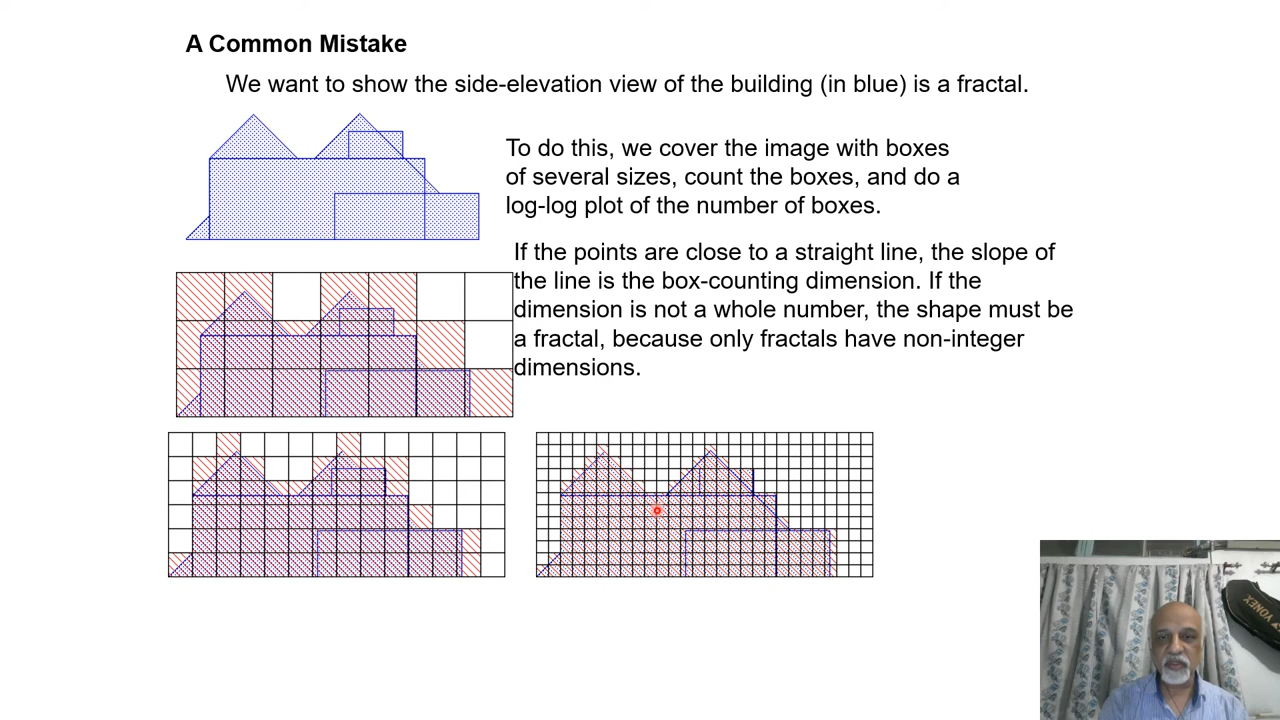 A Common Mistake
We want to show the side-elevation view of the building (in blue) is a fractal.
To do this, we cover the image with boxes
of several sizes, count the boxes, and do a
log-log plot of the number of boxes.
If the points are close to a straight line, the slope of
the line is the box-counting dimension. If the
dimension is not a whole number, the shape must be
a fractal, because only fractals have non-integer
dimensions.
YONEX